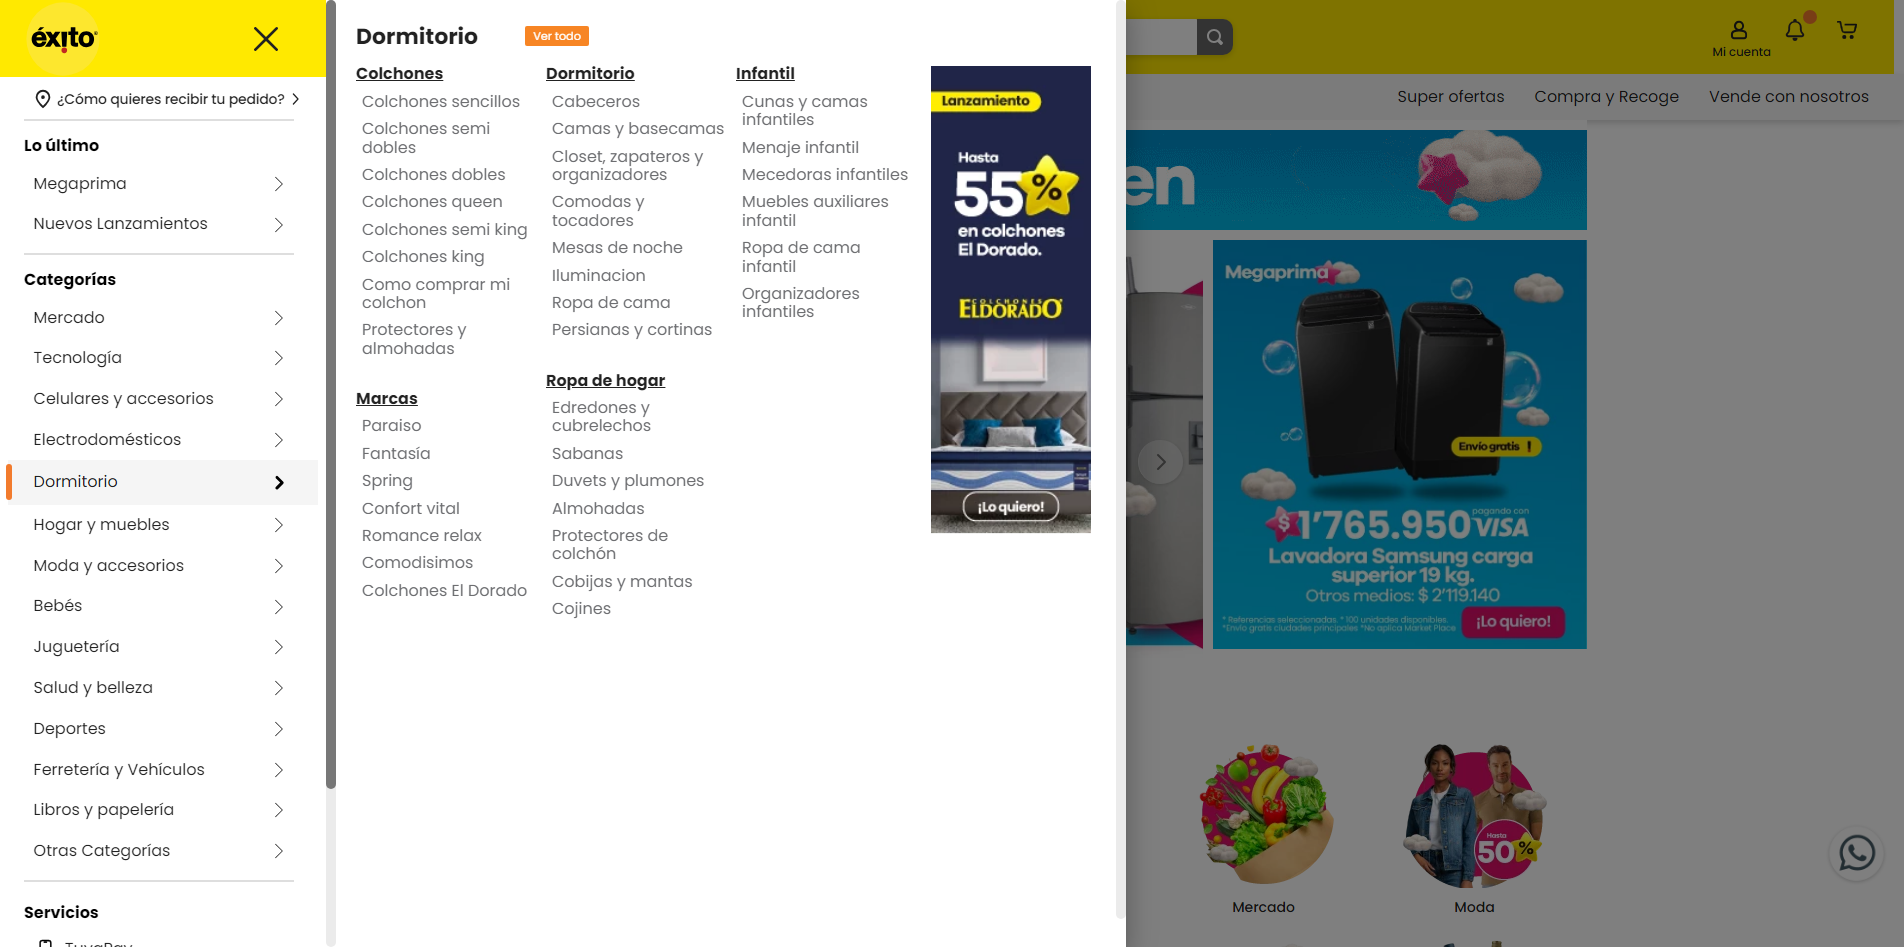 éxito
¿Cómo quieres recibir tu pedido?
Lo último
Megaprima
Nuevos Lanzamientos
Categorías
Mercado
Tecnología
Celulares y accesorios
Electrodomésticos
Dormitorio
Hogar y muebles
Moda y accesorios
Bebés
Juguetería
Salud y belleza
Deportes
Ferretería y Vehículos
Libros y papelería
Otras Categorías
Servicios
TuyaPay
Dormitorio
Ver todo
Colchones
Colchones sencillos
Colchones semi
dobles
Colchones dobles
Colchones queen
Colchones semi king
Colchones king
Como comprar mi
colchon
Protectores y
almohadas
Marcas
Paraiso
Fantasía
Spring
Confort vital
Romance relax
Comodisimos
Colchones El Dorado
Dormitorio
Cabeceros
Camas y basecamas
Closet, zapateros y
organizadores
Comodas y
tocadores
Mesas de noche
Iluminacion
Ropa de cama
Persianas y cortinas
Ropa de hogar
Edredones y
cubrelechos
Sabanas
Duvets y plumones
Almohadas
Protectores de
colchón
Cobijas y mantas
Cojines
Infantil
Cunas y camas
infantiles
Menaje infantil
Mecedoras infantiles
Muebles auxiliares
infantil
Ropa de cama
infantil
Organizadores
infantiles
Lanzamiento
Hasta
55%
en colchones
El Dorado.
COLCHONES
ELDORADO
¡Lo quiero!
Mi cuenta
Super ofertas
Compra y Recoge
Vende con nosotros
en
Megaprima
Envío gratis
$1'765.950
pagando con
VISA
Lavadora Samsung carga
superior 19 kg.
Otros medios: $ 2'119.140
* Referencias seleccionadas. * 100 unidades disponibles.
*Envío gratis ciudades principales *No aplica Market Place
¡Lo quiero!
Hasta
50%
Mercado
Moda